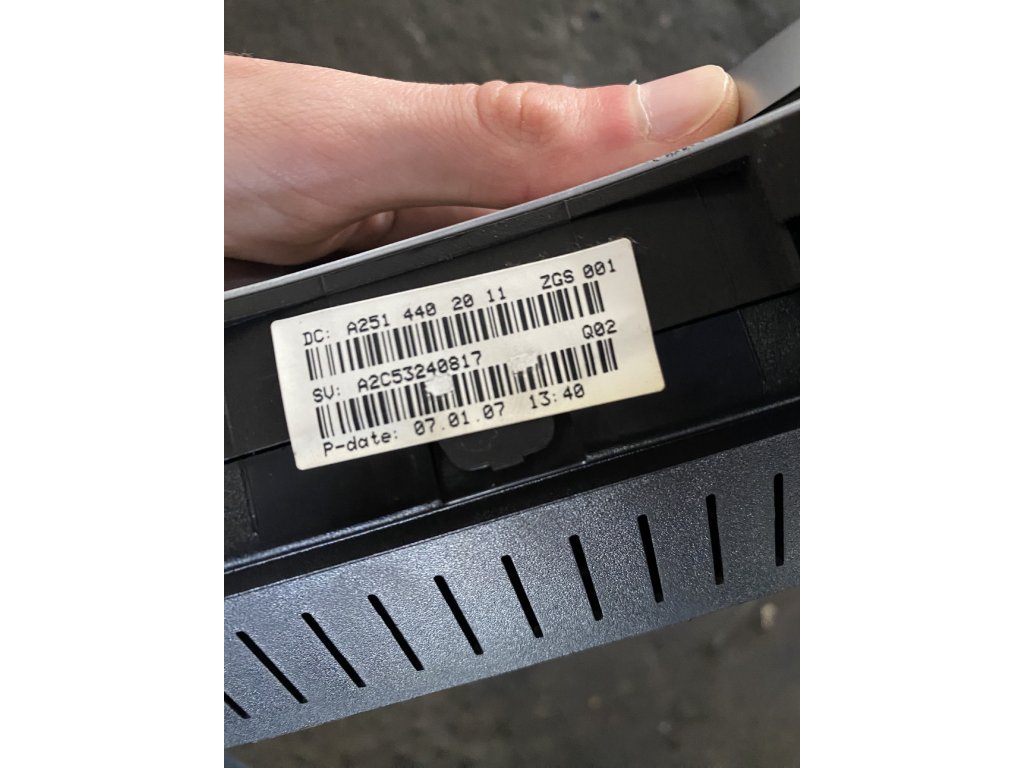 DC: A251 440 20 11 ZGS 001
Q02
SV: A2C53240817
P-date: 07.01.07 13:40